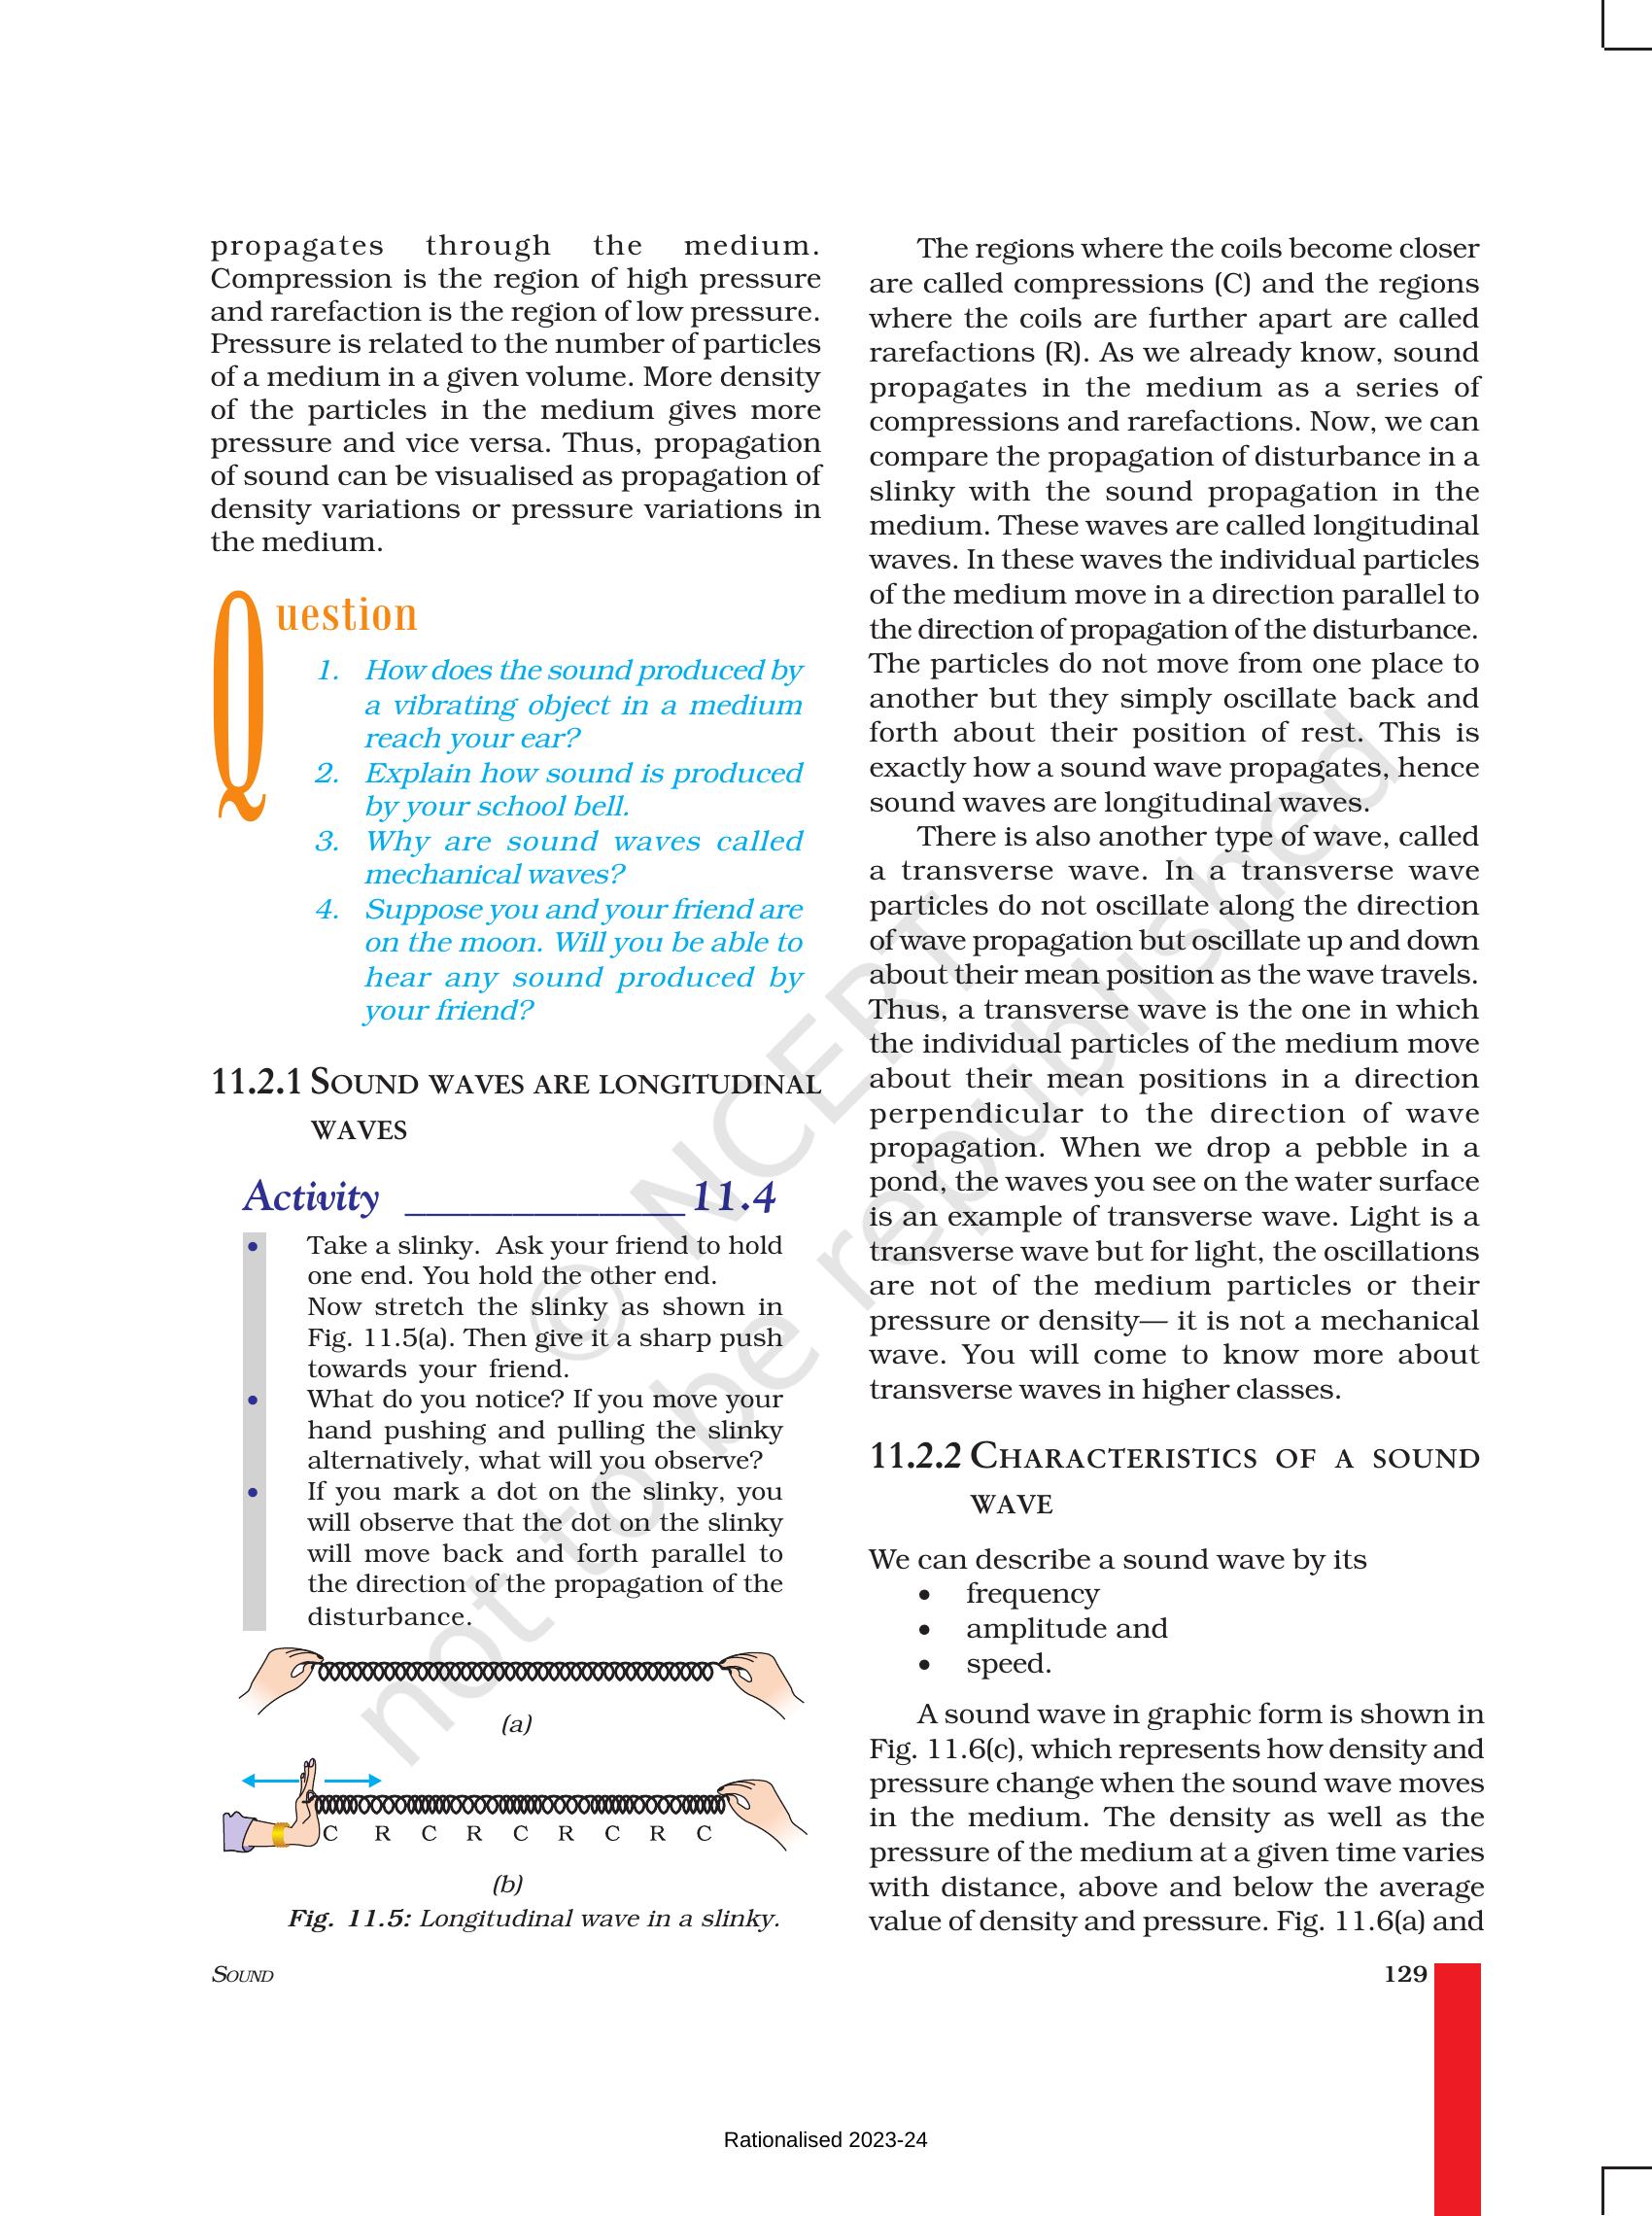 propagates through the medium.
Compression is the region of high pressure
and rarefaction is the region of low pressure.
Pressure is related to the number of particles
of a medium in a given volume. More density
of the particles in the medium gives more
pressure and vice versa. Thus, propagation
of sound can be visualised as propagation of
density variations or pressure variations in
the medium.
Question
1. How does the sound produced by
a vibrating object in a medium
reach your ear?
2. Explain how sound is produced
by your school bell.
3. Why are sound waves called
mechanical waves?
4. Suppose you and your friend are
on the moon. Will you be able to
hear any sound produced by
your friend?
11.2.1 SOUND WAVES ARE LONGITUDINAL
WAVES
Activity _____________ 11.4
• Take a slinky. Ask your friend to hold
one end. You hold the other end.
Now stretch the slinky as shown in
Fig. 11.5(a). Then give it a sharp push
towards your friend.
• What do you notice? If you move your
hand pushing and pulling the slinky
alternatively, what will you observe?
• If you mark a dot on the slinky, you
will observe that the dot on the slinky
will move back and forth parallel to
the direction of the propagation of the
disturbance.
(a)
C R C R C R C R C
(b)
Fig. 11.5: Longitudinal wave in a slinky.
The regions where the coils become closer
are called compressions (C) and the regions
where the coils are further apart are called
rarefactions (R). As we already know, sound
propagates in the medium as a series of
compressions and rarefactions. Now, we can
compare the propagation of disturbance in a
slinky with the sound propagation in the
medium. These waves are called longitudinal
waves. In these waves the individual particles
of the medium move in a direction parallel to
the direction of propagation of the disturbance.
The particles do not move from one place to
another but they simply oscillate back and
forth about their position of rest. This is
exactly how a sound wave propagates, hence
sound waves are longitudinal waves.
There is also another type of wave, called
a transverse wave. In a transverse wave
particles do not oscillate along the direction
of wave propagation but oscillate up and down
about their mean position as the wave travels.
Thus, a transverse wave is the one in which
the individual particles of the medium move
about their mean positions in a direction
perpendicular to the direction of wave
propagation. When we drop a pebble in a
pond, the waves you see on the water surface
is an example of transverse wave. Light is a
transverse wave but for light, the oscillations
are not of the medium particles or their
pressure or density— it is not a mechanical
wave. You will come to know more about
transverse waves in higher classes.
11.2.2 CHARACTERISTICS OF A SOUND
WAVE
We can describe a sound wave by its
• frequency
• amplitude and
• speed.
A sound wave in graphic form is shown in
Fig. 11.6(c), which represents how density and
pressure change when the sound wave moves
in the medium. The density as well as the
pressure of the medium at a given time varies
with distance, above and below the average
value of density and pressure. Fig. 11.6(a) and
SOUND
129
Rationalised 2023-24
© NCERT
not to be republished